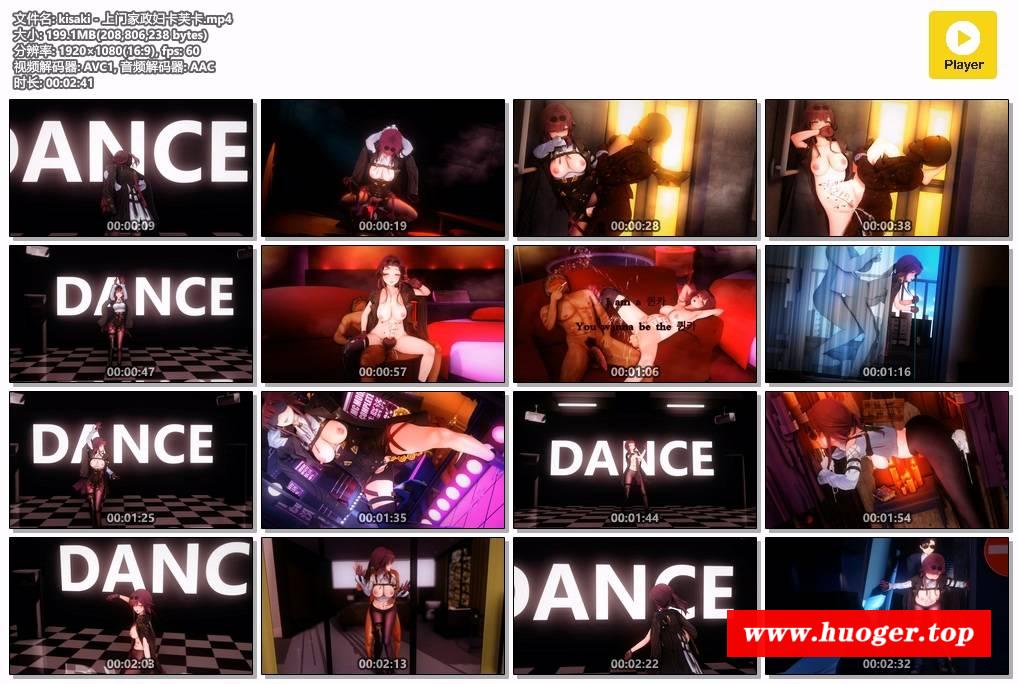 文件名: kisaki - 上门家政妇卡芙卡.mp4
大小: 199.1MB(208,806,238 bytes)
分辨率: 1920×1080(16:9), fps: 60
视频解码器: AVC1, 音频解码器: AAC
时长: 00:02:41
Player
DANCE
00:00:09
00:00:19
00:00:28
00:00:38
DANCE
00:00:47
00:00:57
I am a 퀸카
You wanna be the 퀸카
00:01:06
00:01:16
DANCE
00:01:25
00:01:35
DANCE
00:01:44
00:01:54
DANC
00:02:03
00:02:13
DANCE
00:02:22
00:02:32
www.huoger.top